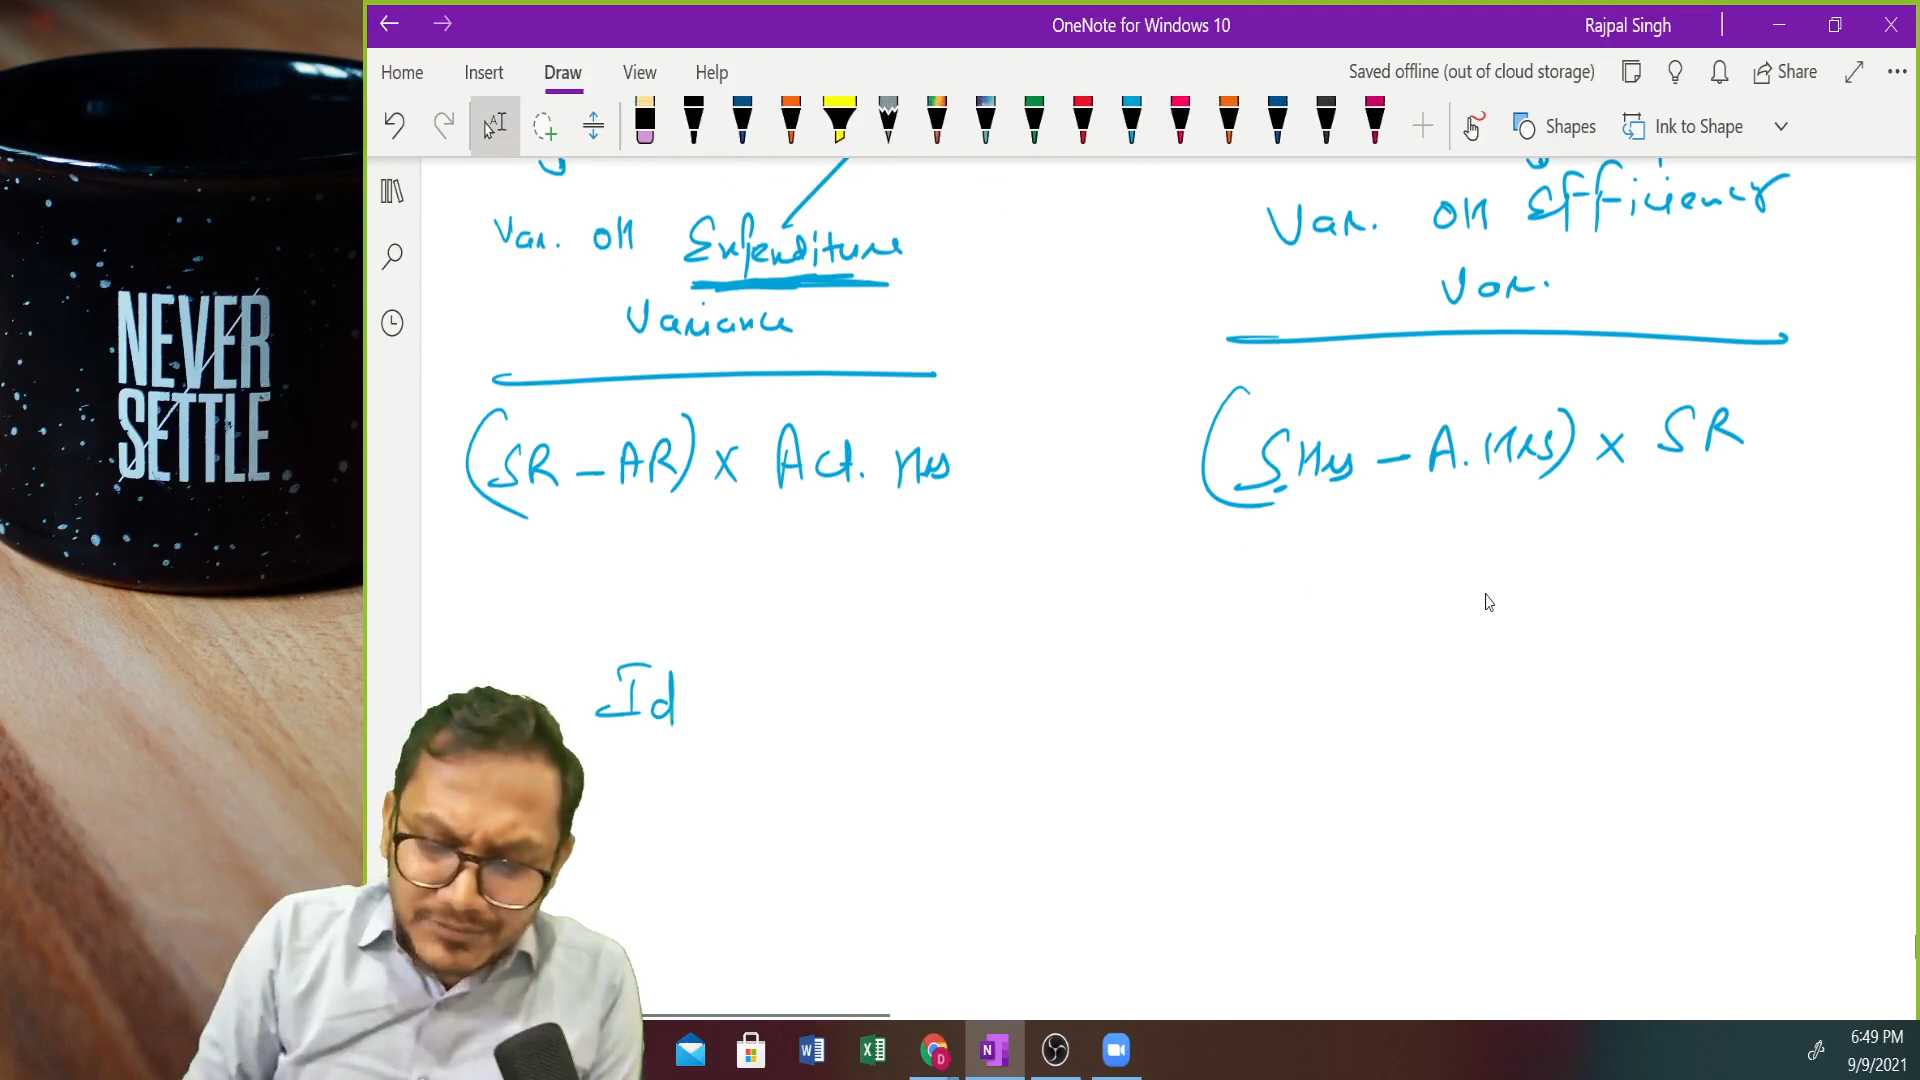 OneNote for Windows 10
Rajpal Singh
Home Insert Draw View Help
Saved offline (out of cloud storage)
Share
Shapes
Ink to Shape
NEVER
SETTLE
Var. OH Expenditure
Variance
Var. OH Efficiency
Var.
(SR – AR) x Act. Hrs
(SHrs – A. Hrs) x SR
Id
6:49 PM
9/9/2021